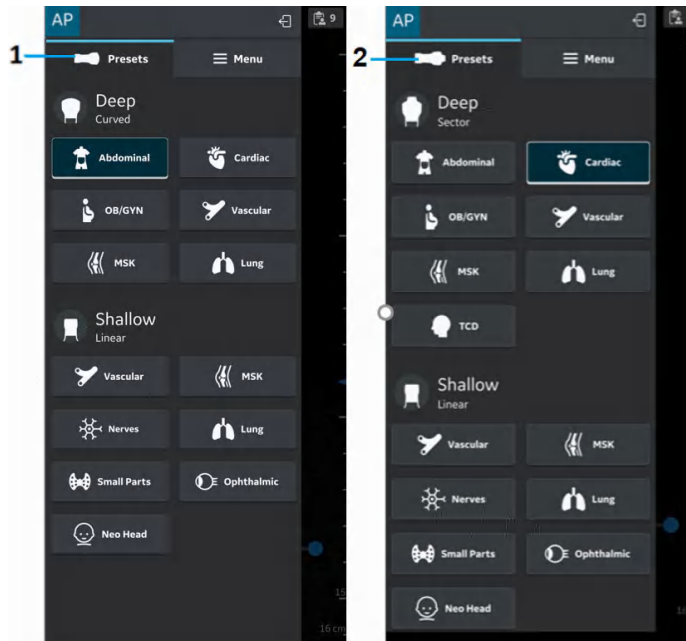 AP
9
1
Presets
Menu
Deep
Curved
Abdominal
Cardiac
OB/GYN
Vascular
MSK
Lung
Shallow
Linear
Vascular
MSK
Nerves
Lung
Small Parts
Ophthalmic
Neo Head
15
16 cm
AP
2
Presets
Menu
Deep
Sector
Abdominal
Cardiac
OB/GYN
Vascular
MSK
Lung
TCD
Shallow
Linear
Vascular
MSK
Nerves
Lung
Small Parts
Ophthalmic
Neo Head